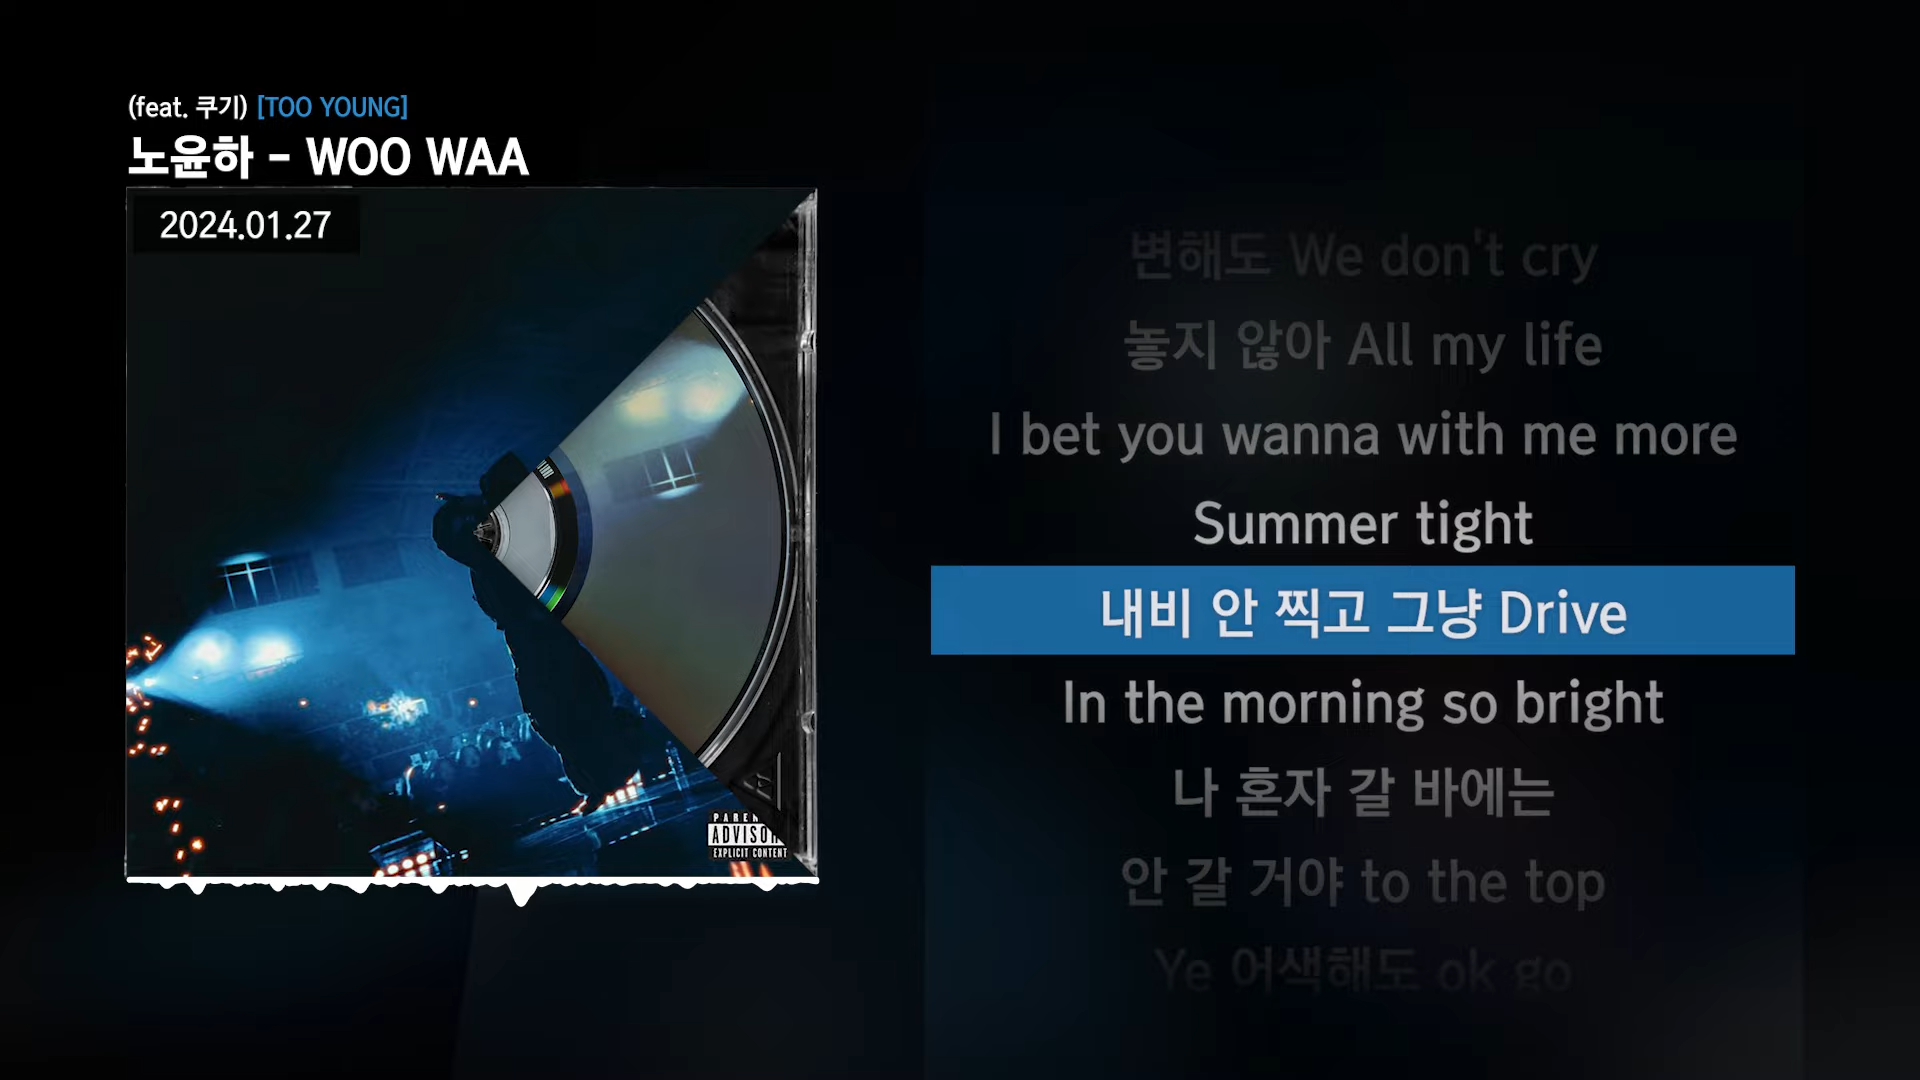 (feat. 쿠기) [TOO YOUNG]
노윤하 - WOO WAA
2024.01.27
변해도 We don't cry
놓지 않아 All my life
I bet you wanna with me more
Summer tight
내비 안 찍고 그냥 Drive
In the morning so bright
나 혼자 갈 바에는
안 갈 거야 to the top
Ye 어색해도 ok go
EXPLICIT CONTENT